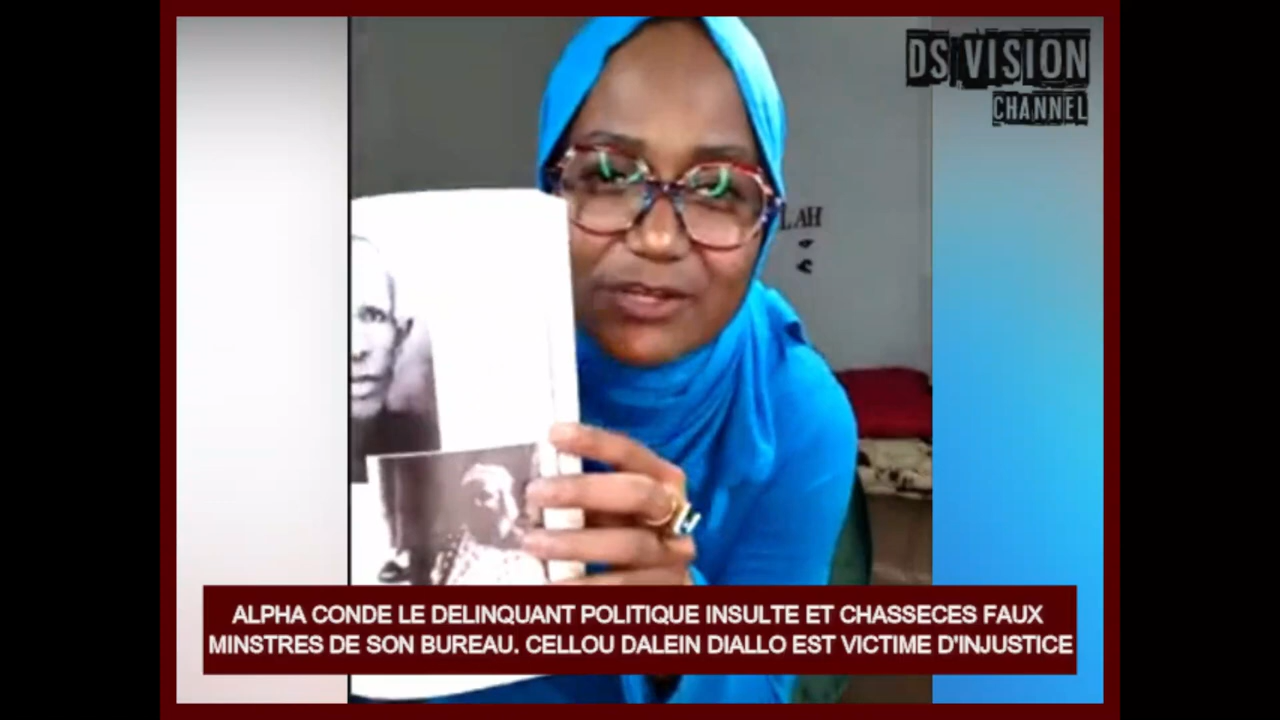 DS VISION
CHANNEL
LAH
ALPHA CONDE LE DELINQUANT POLITIQUE INSULTE ET CHASSECES FAUX
MINSTRES DE SON BUREAU. CELLOU DALEIN DIALLO EST VICTIME D'INJUSTICE